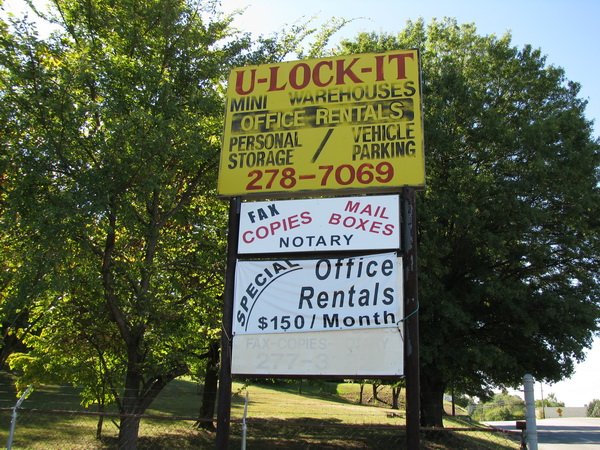 U-LOCK-IT
MINI WAREHOUSES
OFFICE RENTALS
PERSONAL / VEHICLE
STORAGE PARKING
278-7069
FAX MAIL
COPIES BOXES
NOTARY
SPECIAL Office
Rentals
$150/Month
FAX-COPIES-